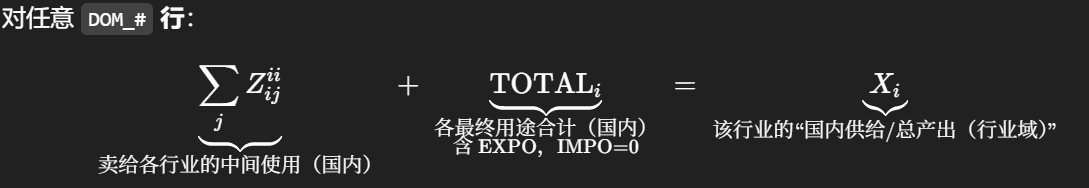 对任意 DOM_# 行：
∑_j Z_{ij}^{ii} + TOTAL_i = X_i
卖给各行业的中间使用（国内）
各最终用途合计（国内）
含 EXPO，IMPO=0
该行业的“国内供给/总产出（行业域）”